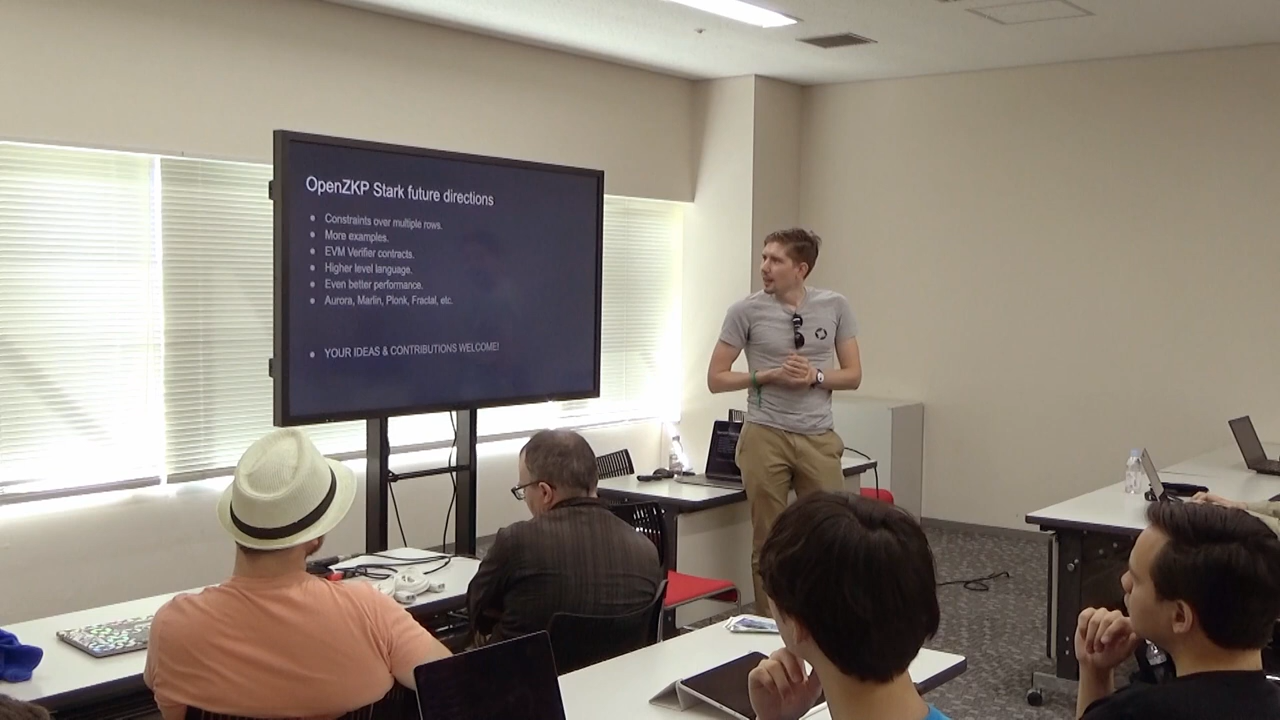 OpenZKP Stark future directions
• Constraints over multiple rows.
• More examples.
• EVM Verifier contracts.
• Higher level language.
• Even better performance.
• Aurora, Marlin, Plonk, Fractal, etc.
• YOUR IDEAS & CONTRIBUTIONS WELCOME!